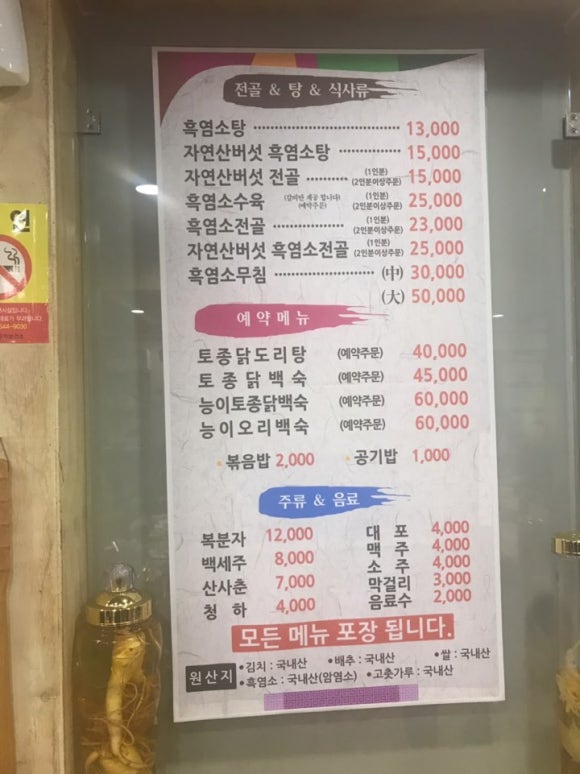 전골 & 탕 & 식사류
흑염소탕 13,000
자연산버섯 흑염소탕 15,000
자연산버섯 전골 (1인분) (2인분이상주문) 15,000
흑염소수육 (예약주문) (1인분) (2인분이상주문) 25,000
흑염소전골 (1인분) (2인분이상주문) 23,000
자연산버섯 흑염소전골 (1인분) (2인분이상주문) 25,000
흑염소무침 (中) 30,000
(大) 50,000
예약메뉴
토종닭도리탕 (예약주문) 40,000
토종닭백숙 (예약주문) 45,000
능이토종닭백숙 (예약주문) 60,000
능이오리백숙 (예약주문) 60,000
• 볶음밥 2,000 • 공기밥 1,000
주류 & 음료
복분자 12,000
백세주 8,000
산사춘 7,000
청하 4,000
대포 4,000
맥주 4,000
소주 4,000
막걸리 3,000
음료수 2,000
모든 메뉴 포장 됩니다.
원산지
• 김치 : 국내산 • 배추 : 국내산 • 쌀 : 국내산
• 흑염소 : 국내산(암염소) • 고춧가루 : 국내산
연
544-9030